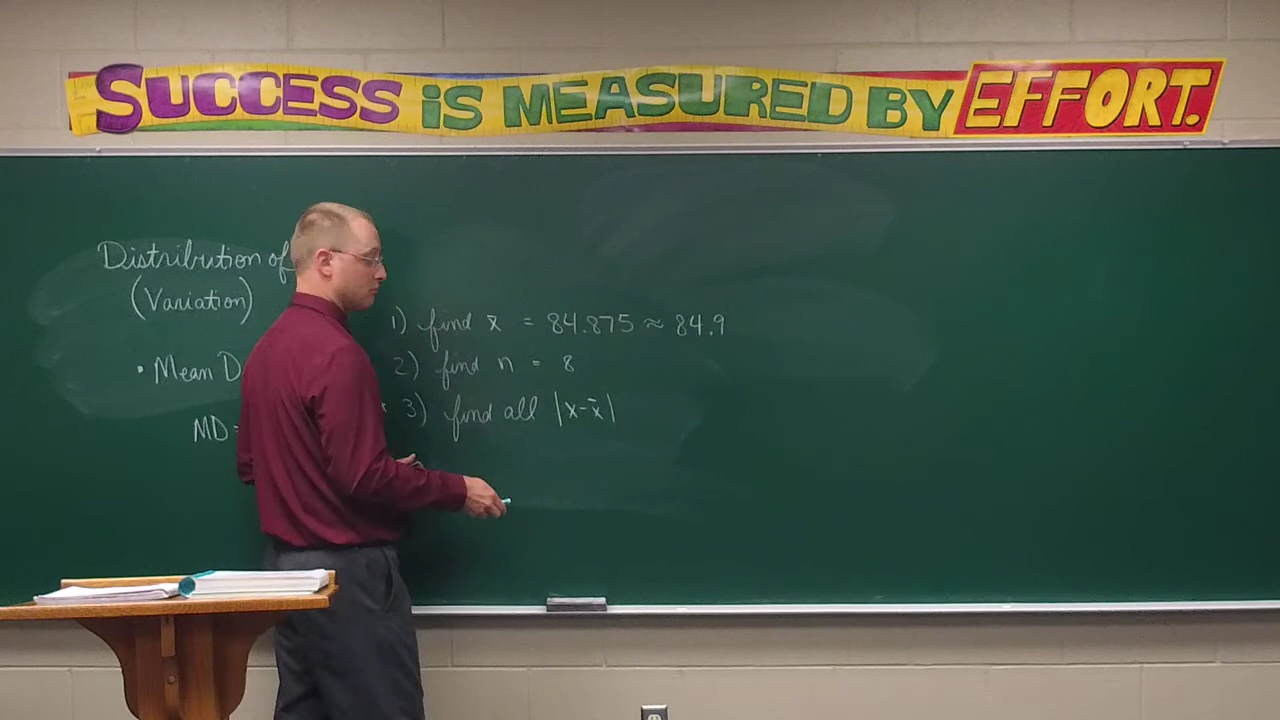 SUCCESS IS MEASURED BY EFFORT.
Distribution of
(Variation)
• Mean D
MD=
1) find x̄ = 84.875 ≈ 84.9
2) find n = 8
3) find all |x-x̄|